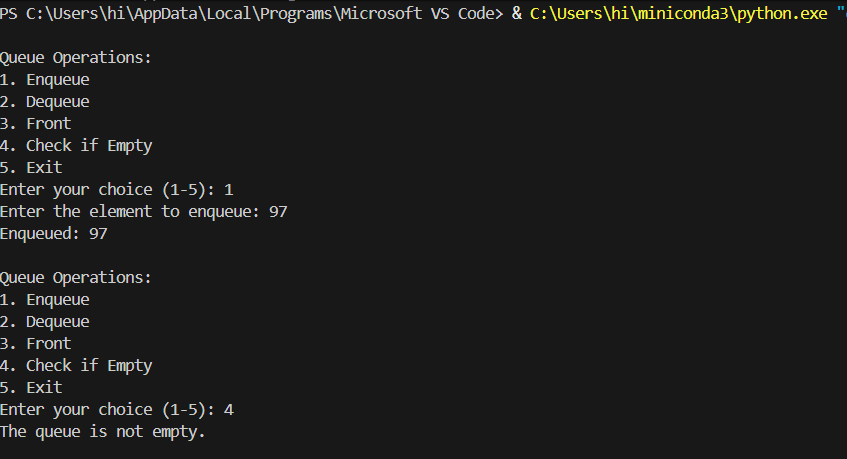 PS C:\Users\hi\AppData\Local\Programs\Microsoft VS Code> & C:\Users\hi\miniconda3\python.exe "
Queue Operations:
1. Enqueue
2. Dequeue
3. Front
4. Check if Empty
5. Exit
Enter your choice (1-5): 1
Enter the element to enqueue: 97
Enqueued: 97
Queue Operations:
1. Enqueue
2. Dequeue
3. Front
4. Check if Empty
5. Exit
Enter your choice (1-5): 4
The queue is not empty.